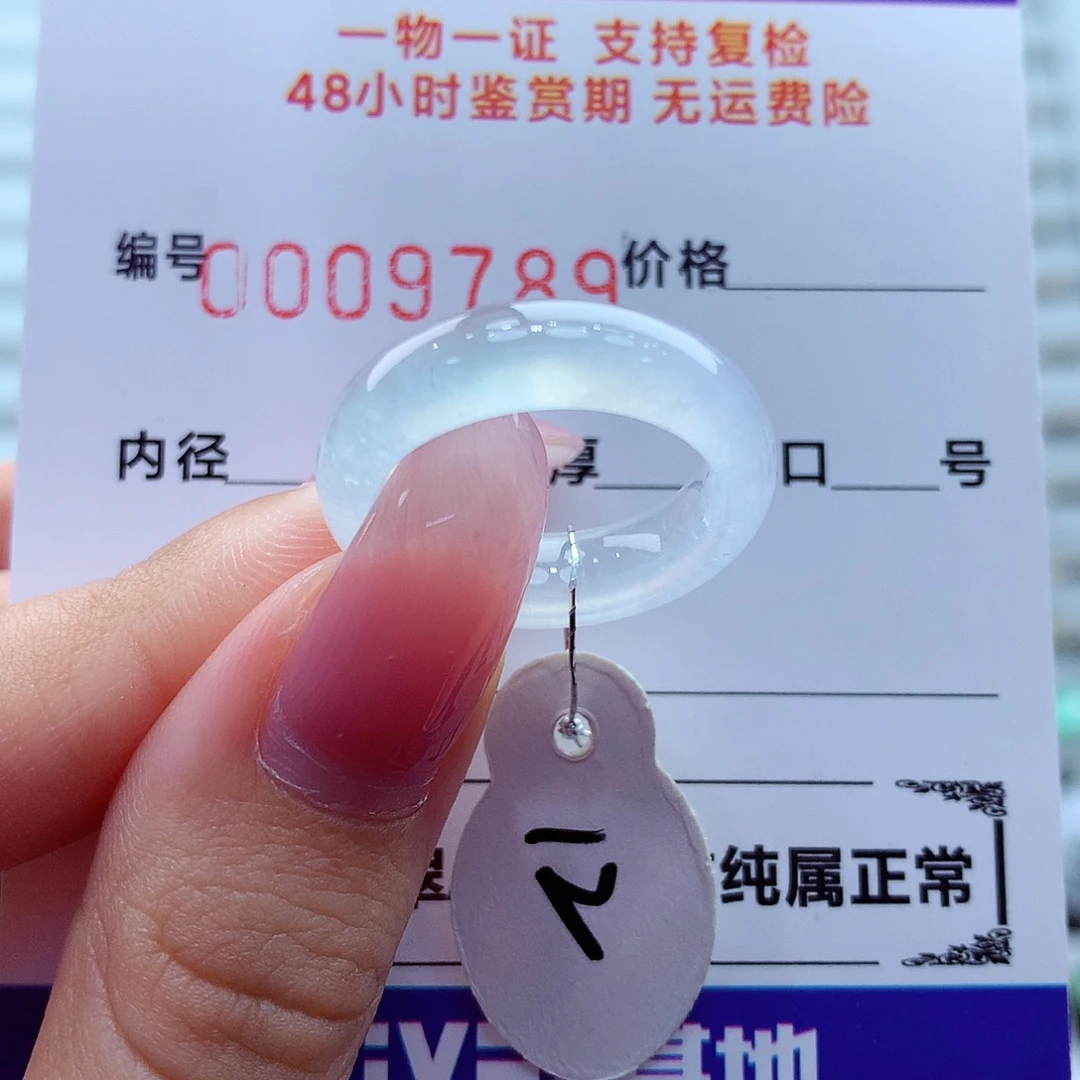 一物一证 支持复检
48小时鉴赏期 无运费险
编号0009789价格
内径 厚 口 号
纯属正常
基地